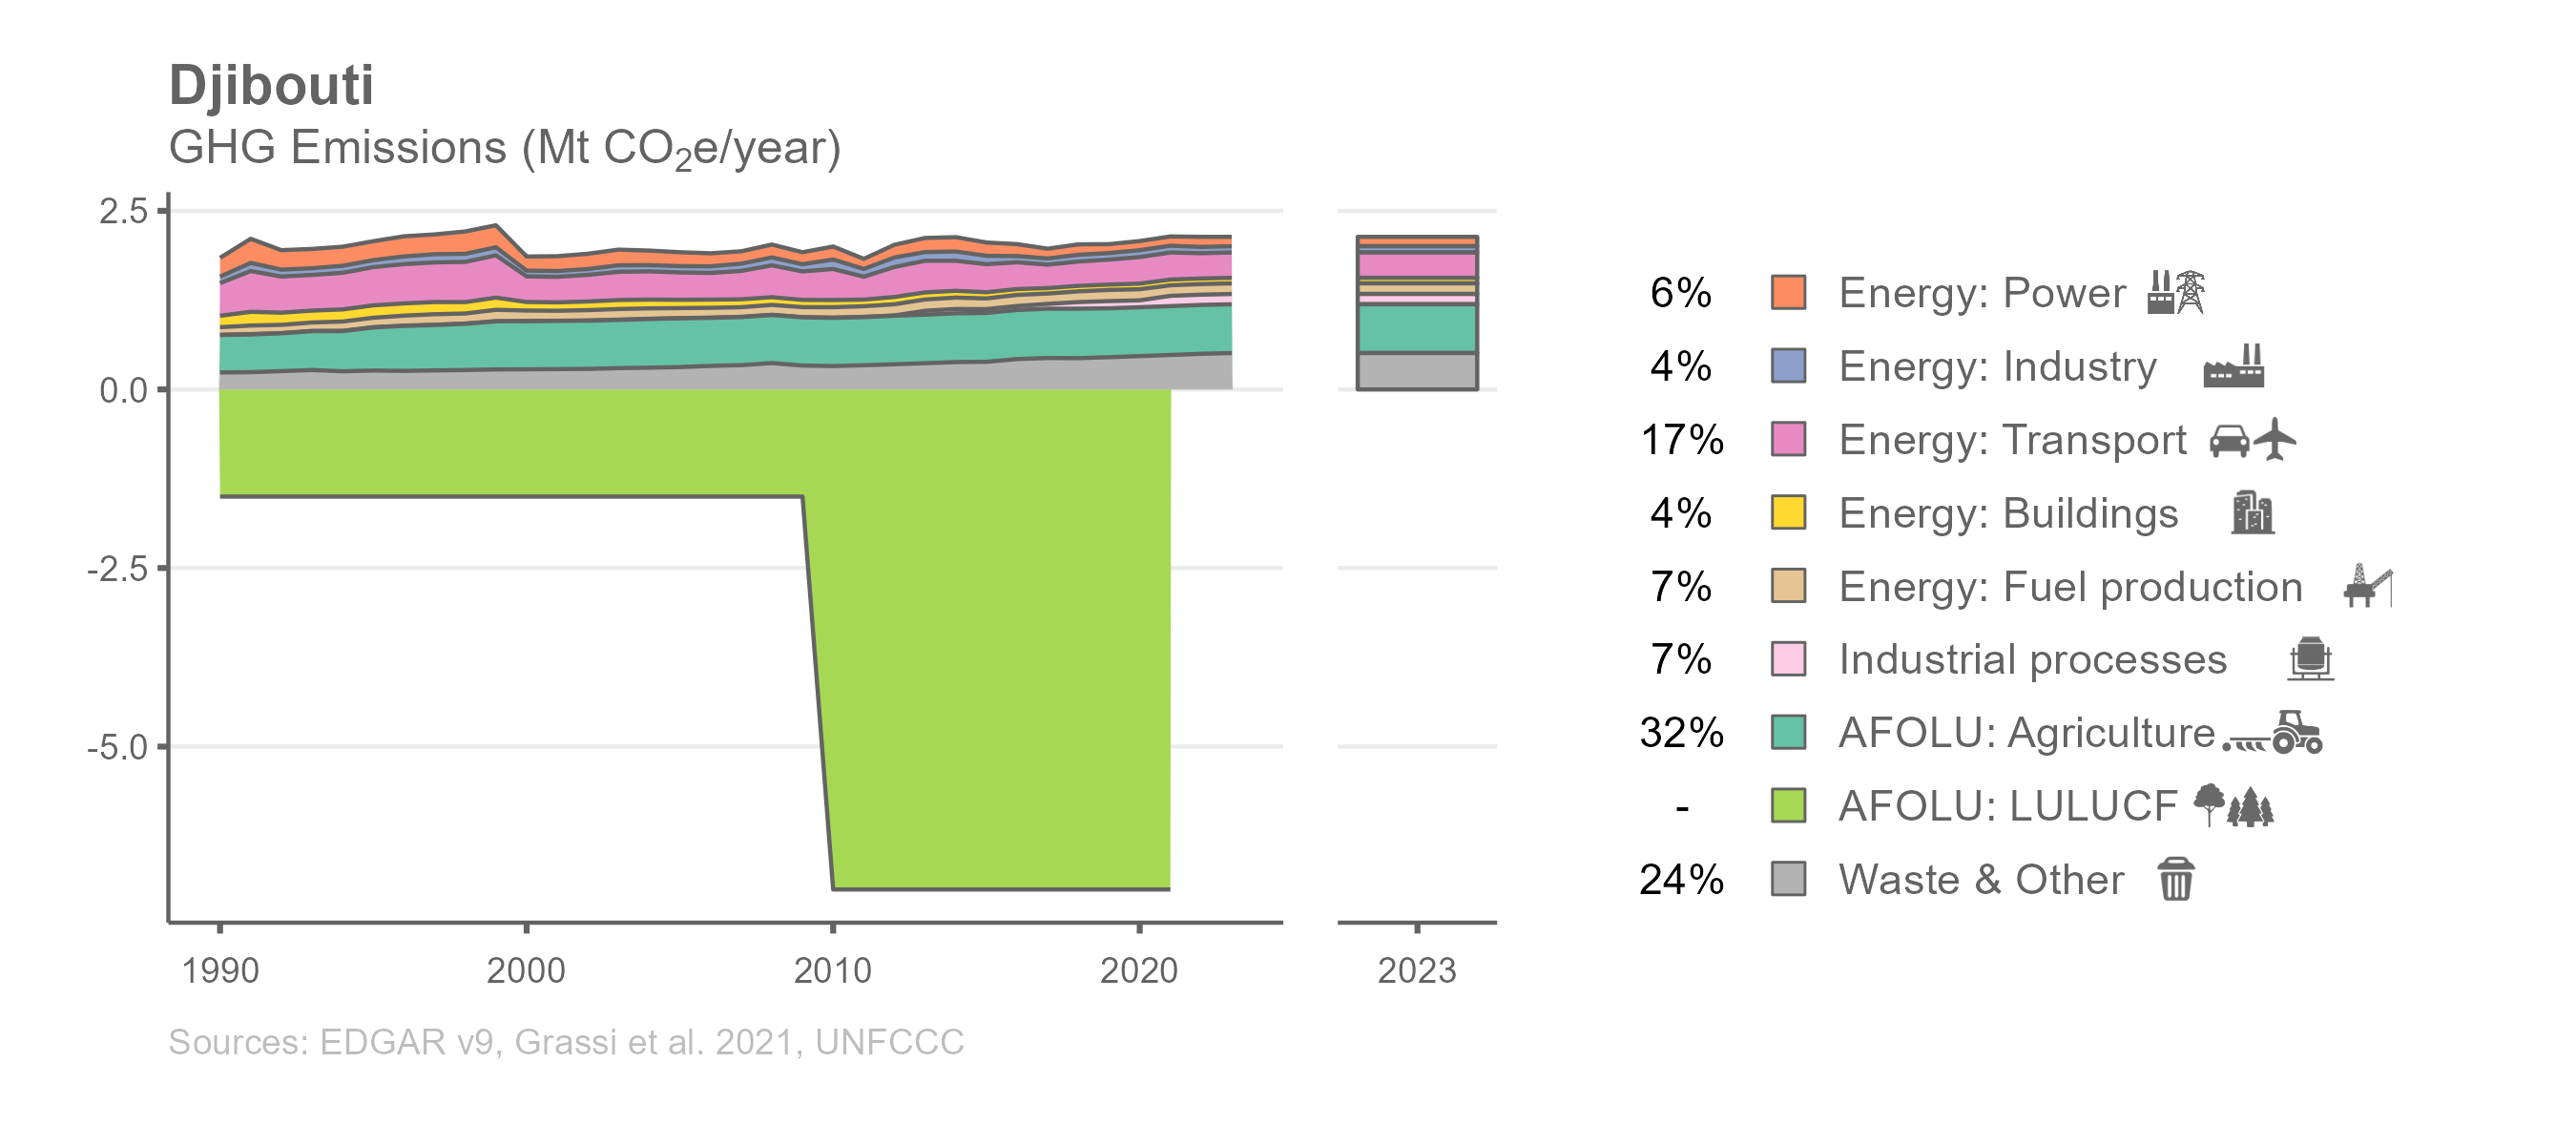 Djibouti
GHG Emissions (Mt CO₂e/year)
2.5
0.0
-2.5
-5.0
1990 2000 2010 2020 2023
6% Energy: Power
4% Energy: Industry
17% Energy: Transport
4% Energy: Buildings
7% Energy: Fuel production
7% Industrial processes
32% AFOLU: Agriculture
- AFOLU: LULUCF
24% Waste & Other
Sources: EDGAR v9, Grassi et al. 2021, UNFCCC